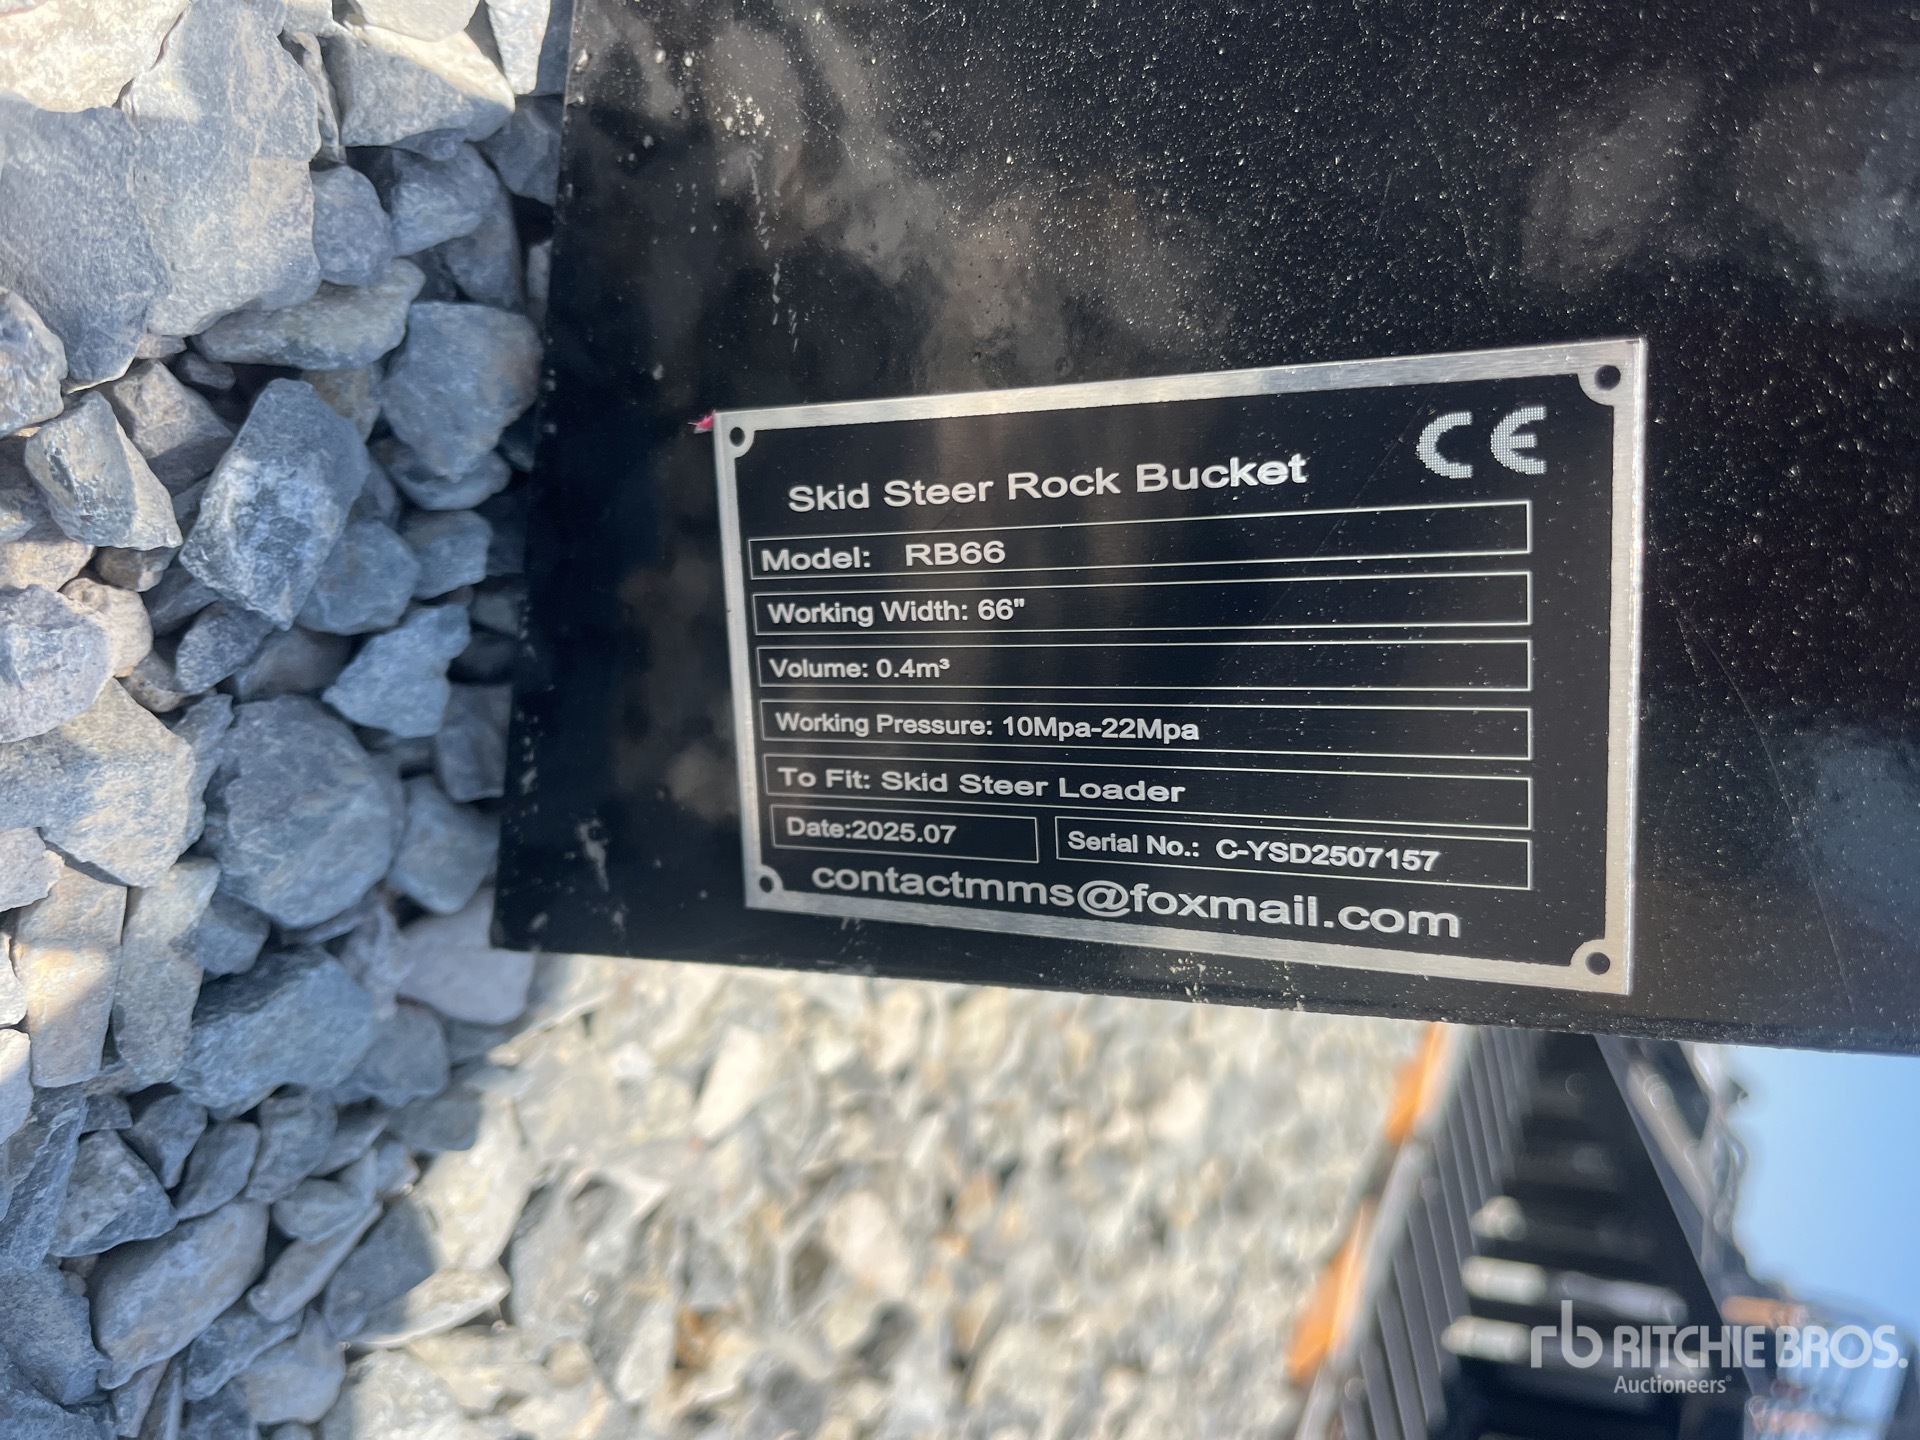 CE
Skid Steer Rock Bucket
Model: RB66
Working Width: 66"
Volume: 0.4m³
Working Pressure: 10Mpa-22Mpa
To Fit: Skid Steer Loader
Date:2025.07 Serial No.: C-YSD2507157
contactmms@foxmail.com
rb RITCHIE BROS.
Auctioneers